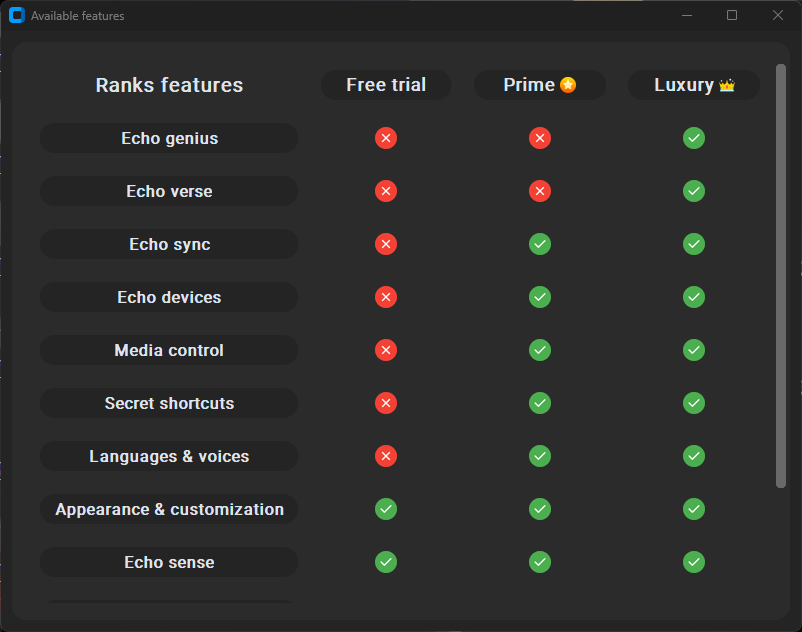 Available features
Ranks features Free trial Prime Luxury
Echo genius
Echo verse
Echo sync
Echo devices
Media control
Secret shortcuts
Languages & voices
Appearance & customization
Echo sense